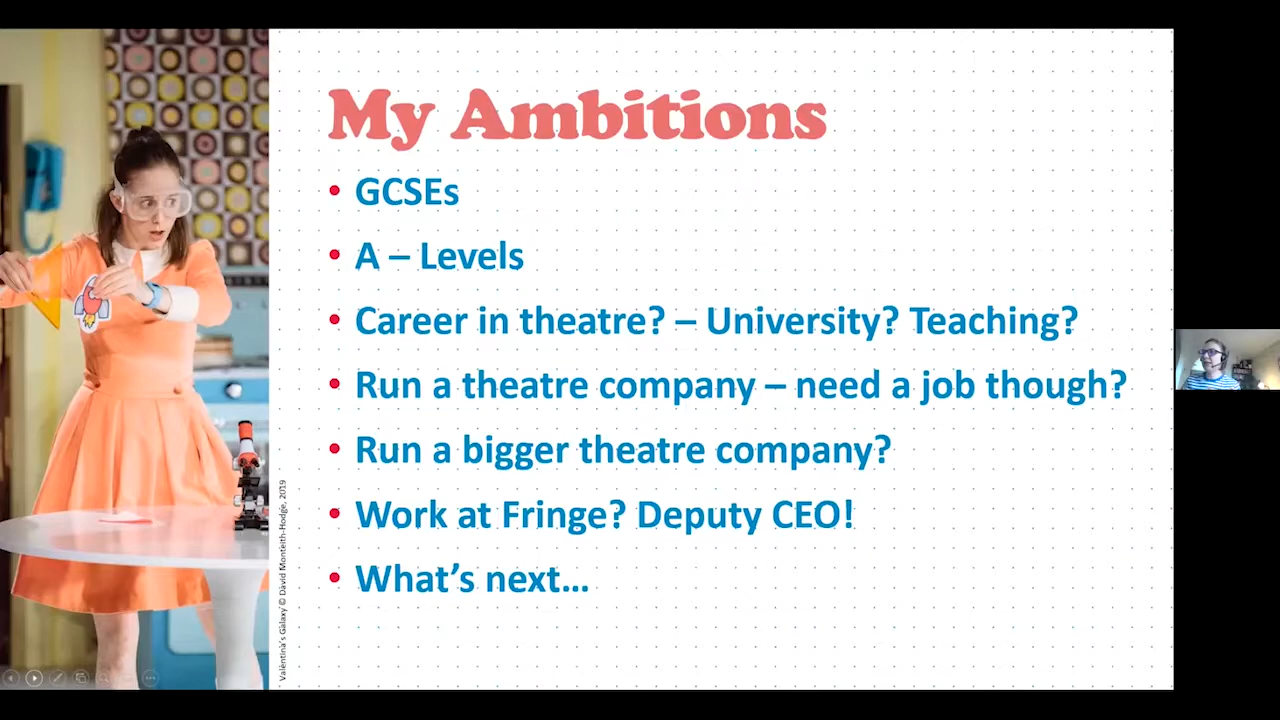 My Ambitions
• GCSEs
• A – Levels
• Career in theatre? – University? Teaching?
• Run a theatre company – need a job though?
• Run a bigger theatre company?
• Work at Fringe? Deputy CEO!
• What's next...
Valentina's Galaxy © David Monteith-Hodge, 2019